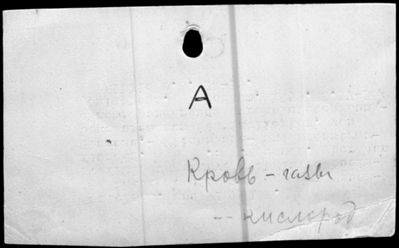 A
Кровь - газы
-- кислород